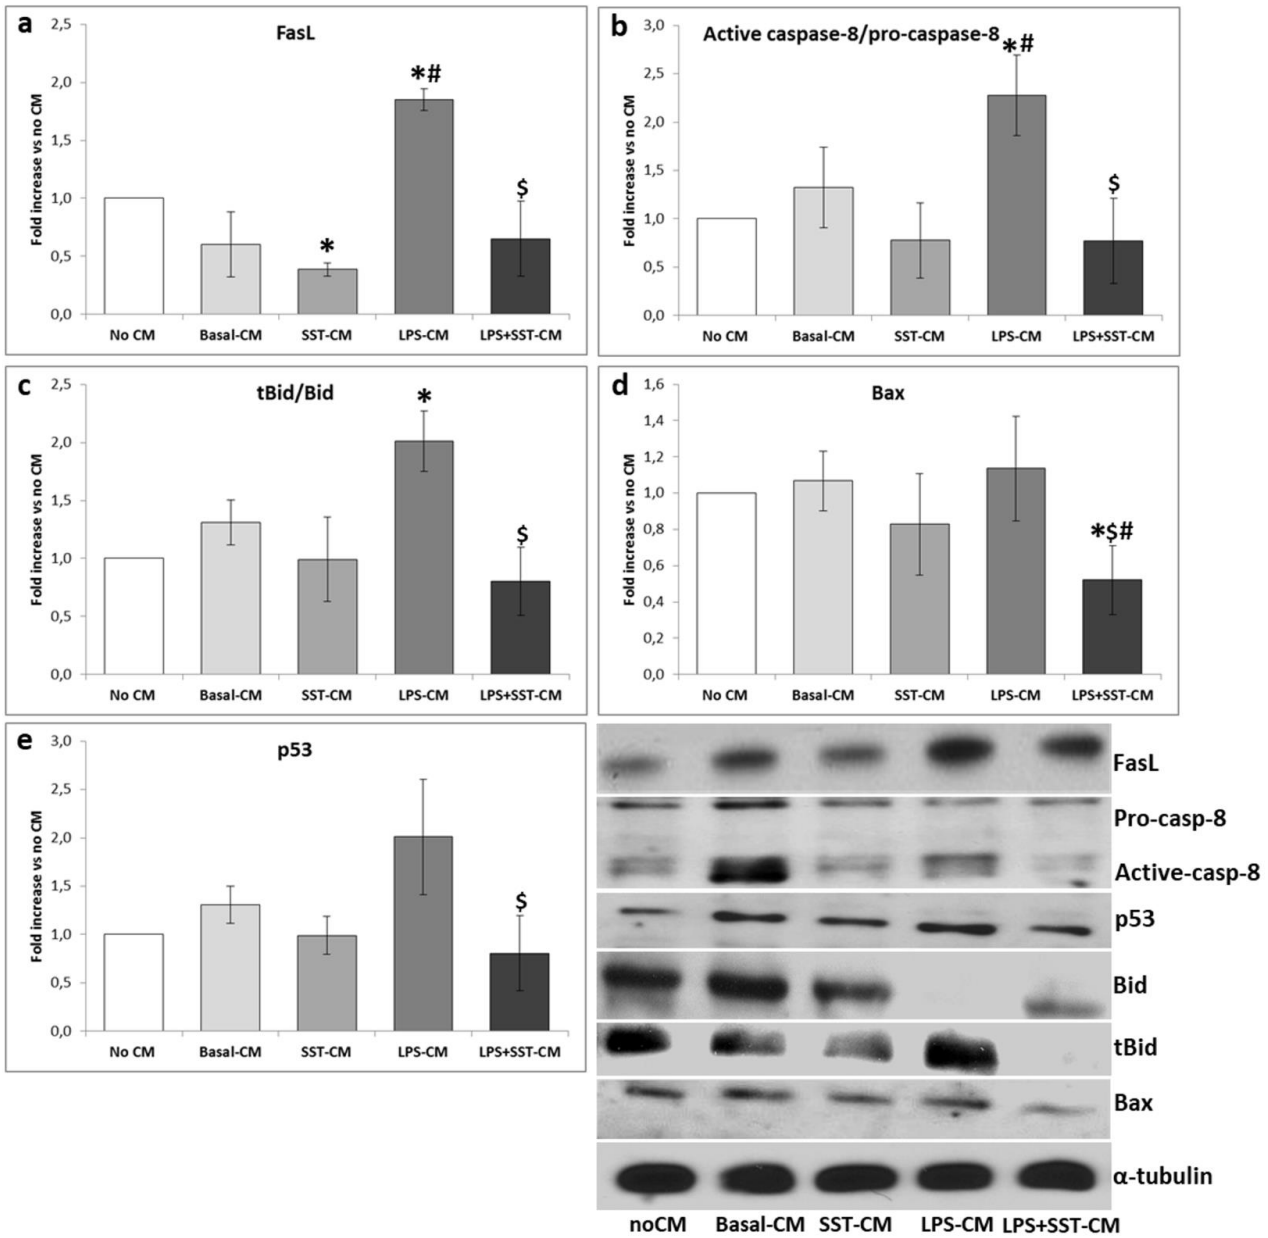 a
FasL
Fold increase vs no CM
2,5
2,0
1,5
1,0
0,5
0,0
*
*#
$
No CM Basal-CM SST-CM LPS-CM LPS+SST-CM
b
Active caspase-8/pro-caspase-8
Fold increase vs no CM
3,0
2,5
2,0
1,5
1,0
0,5
0,0
*#
$
No CM Basal-CM SST-CM LPS-CM LPS+SST-CM
c
tBid/Bid
Fold increase vs no CM
2,5
2,0
1,5
1,0
0,5
0,0
*
$
No CM Basal-CM SST-CM LPS-CM LPS+SST-CM
d
Bax
Fold increase vs no CM
1,6
1,4
1,2
1,0
0,8
0,6
0,4
0,2
0,0
*$#
No CM Basal-CM SST-CM LPS-CM LPS+SST-CM
e
p53
Fold increase vs no CM
3,0
2,5
2,0
1,5
1,0
0,5
0,0
$
No CM Basal-CM SST-CM LPS-CM LPS+SST-CM
FasL
Pro-casp-8
Active-casp-8
p53
Bid
tBid
Bax
α-tubulin
noCM Basal-CM SST-CM LPS-CM LPS+SST-CM